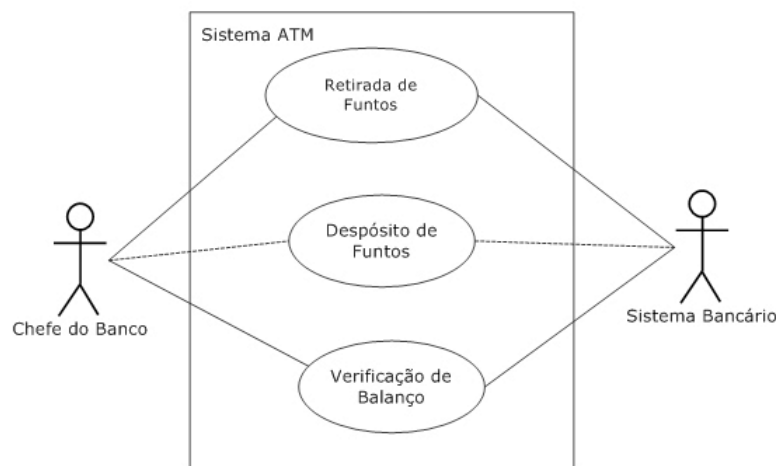 Sistema ATM
Retirada de
Funtos
Despósito de
Funtos
Chefe do Banco
Sistema Bancário
Verificação de
Balanço